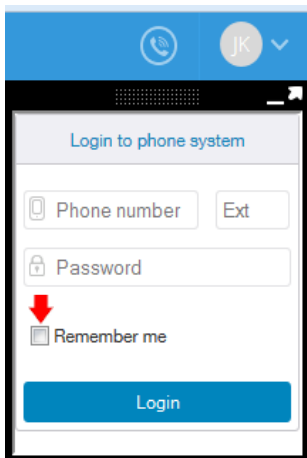 JK
Login to phone system
Phone number Ext
Password
Remember me
Login